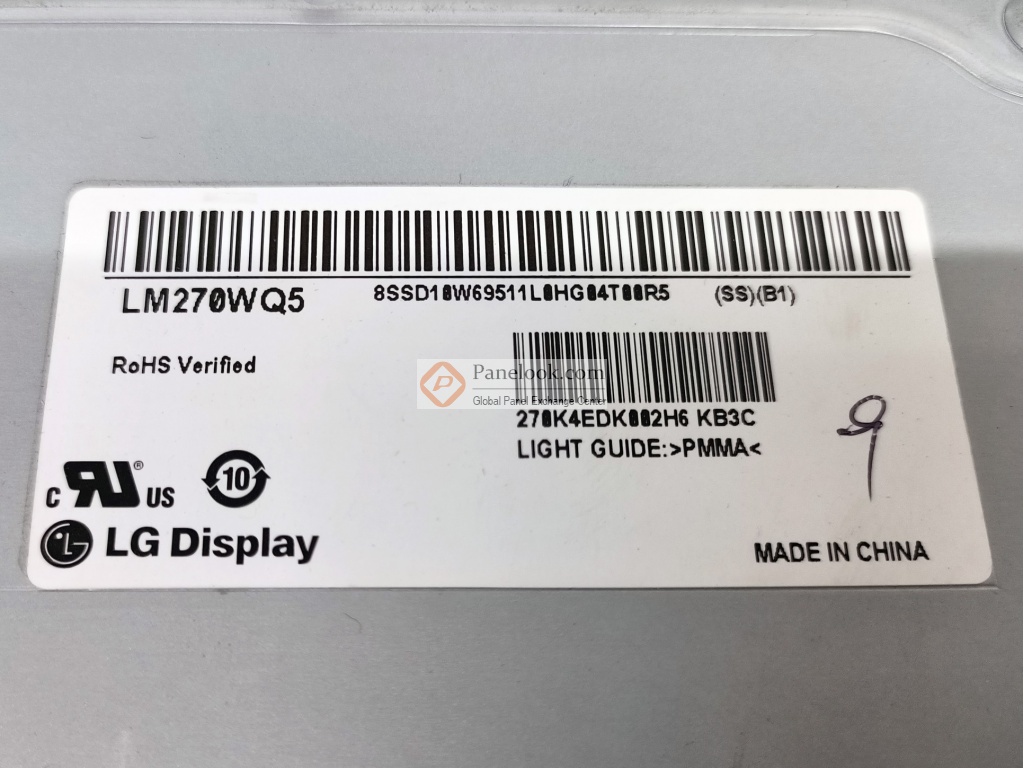 LM270WQ5
8SSD10W69511L0HG04T00R5 (SS)(B1)
RoHS Verified
Panelook.com
Global Panel Exchange Center
270K4EDK002H6 KB3C
LIGHT GUIDE:>PMMA<
9
C RU ® US
10
LG Display
MADE IN CHINA